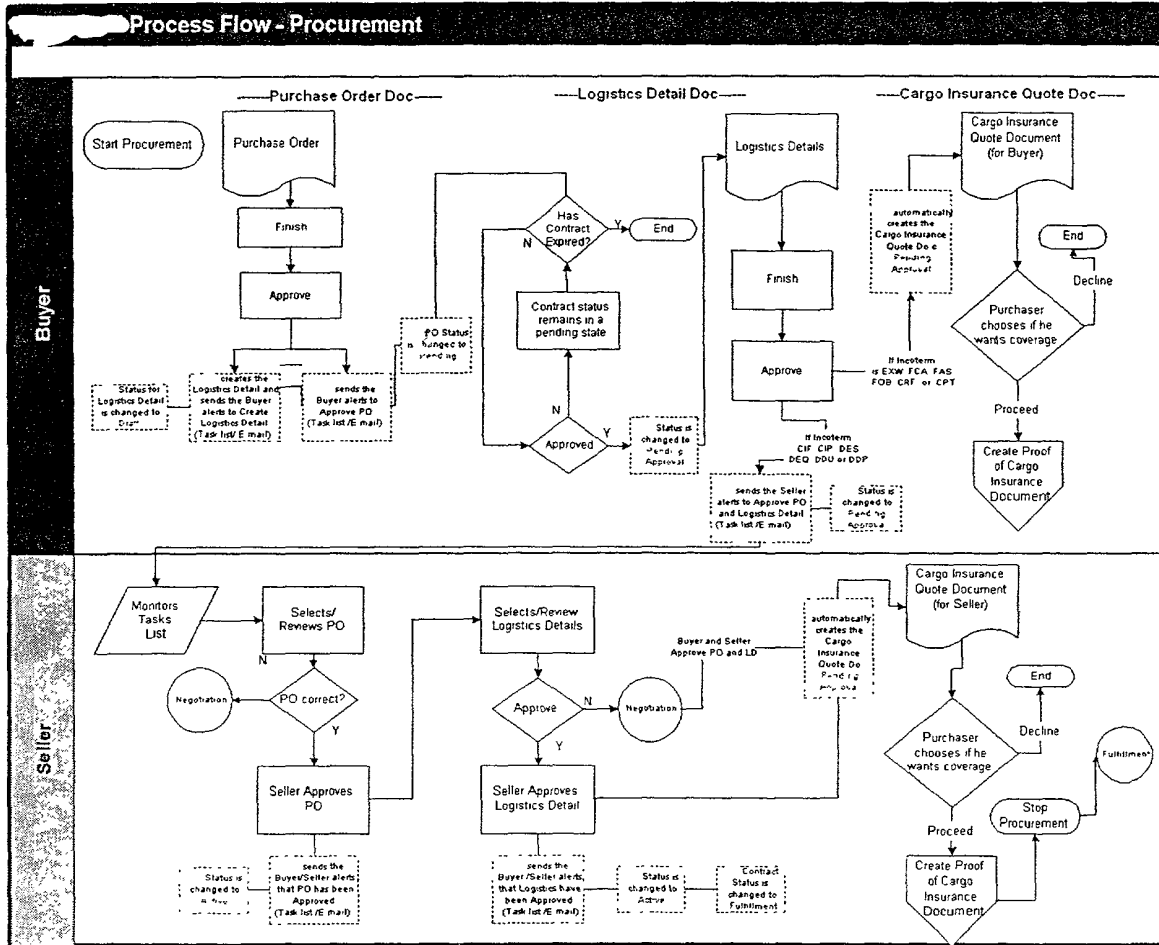 Process Flow - Procurement
Buyer
Seller
Purchase Order Doc
Logistics Detail Doc
Cargo Insurance Quote Doc
Start Procurement
Purchase Order
Finish
Approve
Status for
Logistics Detail
is changed to
creates the
Logistics Detail and
sends the Buyer
alerts to Create
Logistics Detail
(Task list/E mail)
sends the
Buyer alerts to
Approve PO
(Task list/E mail)
PO Status
is changed to
Pending
Has
Contract
Expired?
N
Y
End
Contract status
remains in a
pending state
N
Approved
Y
Status is
changed to
Pending
Approval
Logistics Details
Finish
Approve
If Incoterm
is EXW FCA FAS
FOB CRF or CPT
If Incoterm
CIF CIP DES
DEQ DDU or DDP
sends the Seller
alerts to Approve PO
and Logistics Detail
(Task list/E mail)
Status is
changed to
Pending
Approval
automatically
creates the
Cargo Insurance
Quote
Pending
Approval
Cargo Insurance
Quote Document
(for Buyer)
End
Decline
Purchaser
chooses if he
wants coverage
Proceed
Create Proof
of Cargo
Insurance
Document
Monitors
Tasks
List
Selects/
Reviews PO
N
PO correct?
Negotiation
Y
Seller Approves
PO
Status is
changed to
sends the
Buyer/Seller alerts
that PO has been
Approved
(Task list/E mail)
Selects/Review
Logistics Details
Approve
N
Negotiation
Y
Seller Approves
Logistics Detail
sends the
Buyer/Seller alerts
that Logistics have
been Approved
(Task list/E mail)
Status is
changed to
Active
Contract
Status is
changed to
Fulfillment
Buyer and Seller
Approve PO and LD
automatically
creates the
Cargo
Insurance
Quote
Pending
Approval
Cargo Insurance
Quote Document
(for Seller)
End
Decline
Purchaser
chooses if he
wants coverage
Proceed
Create Proof
of Cargo
Insurance
Document
Stop
Procurement
Fulfillment